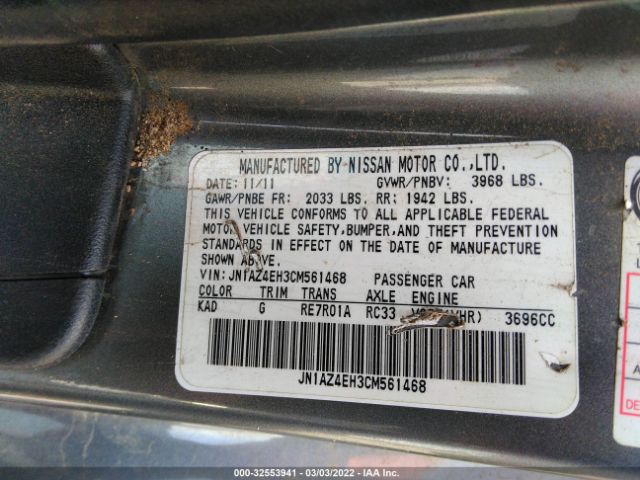 MANUFACTURED BY NISSAN MOTOR CO.,LTD.
DATE: 11/11 GVWR/PNBV: 3968 LBS.
GAWR/PNBE FR: 2033 LBS. RR: 1942 LBS.
THIS VEHICLE CONFORMS TO ALL APPLICABLE FEDERAL
MOTOR VEHICLE SAFETY, BUMPER, AND THEFT PREVENTION
STANDARDS IN EFFECT ON THE DATE OF MANUFACTURE
SHOWN ABOVE.
VIN: JN1AZ4EH3CM561468 PASSENGER CAR
COLOR TRIM TRANS AXLE ENGINE
KAD G RE7R01A RC33 3696CC
JN1AZ4EH3CM561468
000-32553941 - 03/03/2022 - IAA Inc.